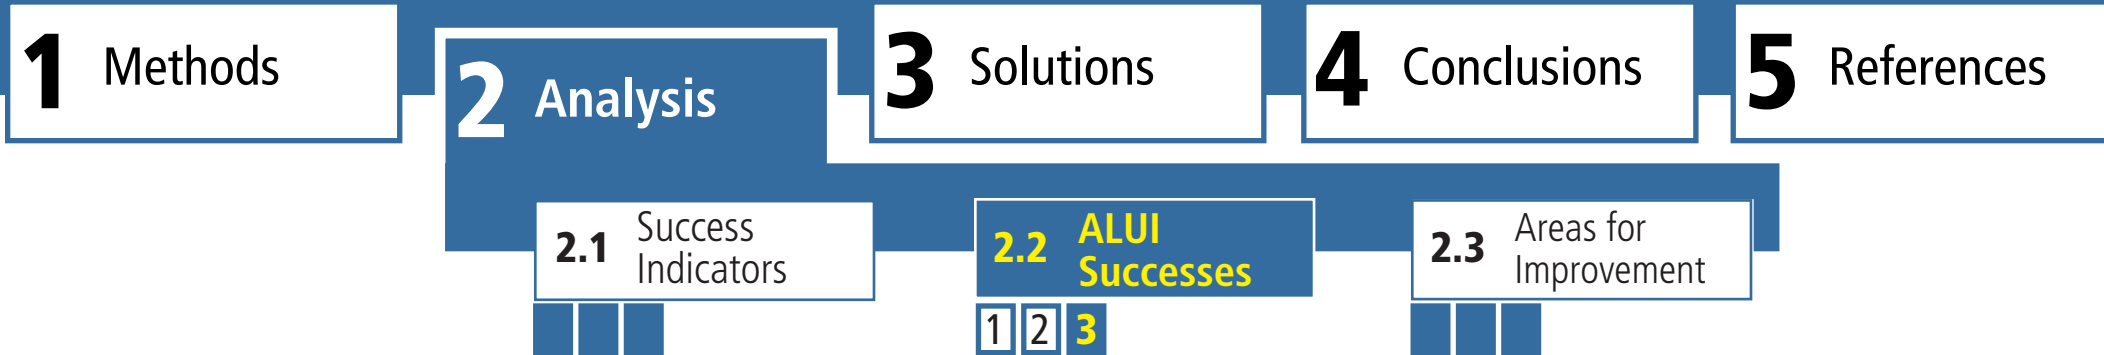 1 Methods
2 Analysis
3 Solutions
4 Conclusions
5 References
2.1 Success
Indicators
2.2 ALUI
Successes
2.3 Areas for
Improvement
1 2 3